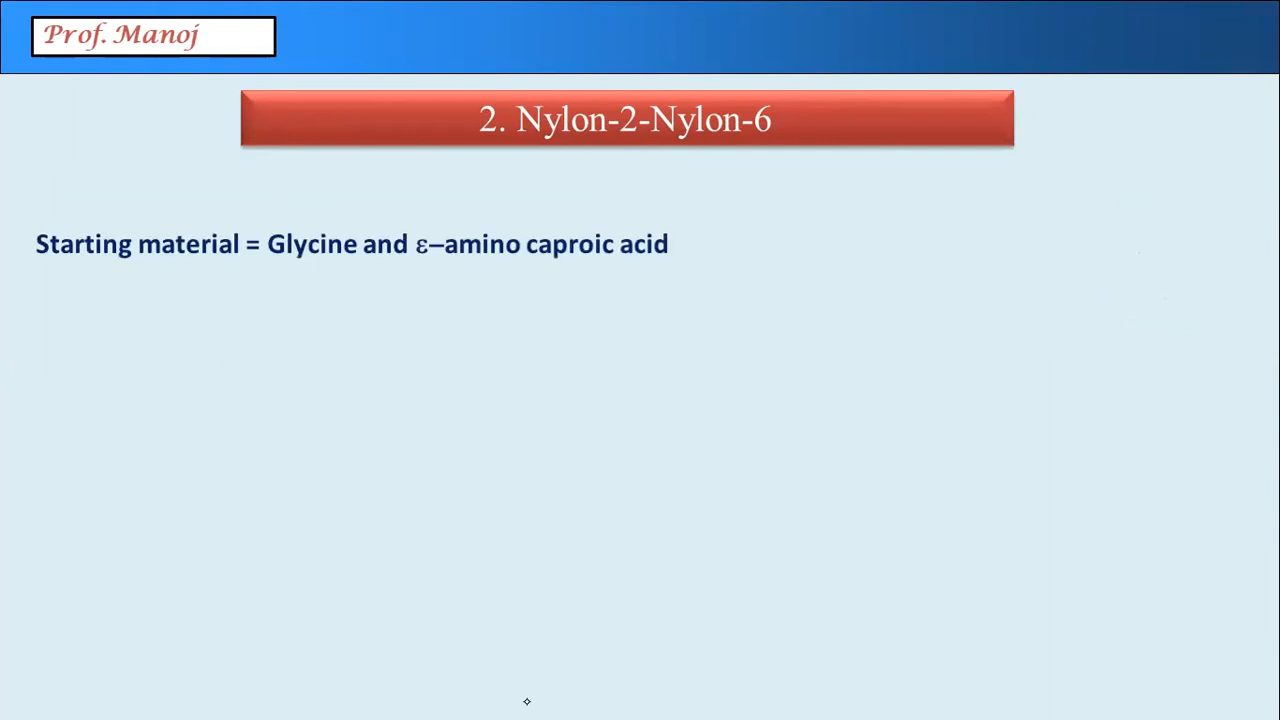 Prof. Manoj
2. Nylon-2-Nylon-6
Starting material = Glycine and ε–amino caproic acid